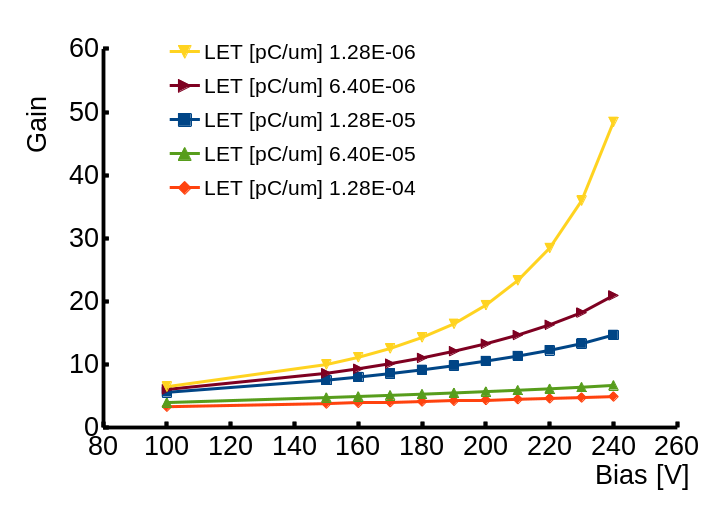 60
50
40
30
20
10
0
Gain
LET [pC/um] 1.28E-06
LET [pC/um] 6.40E-06
LET [pC/um] 1.28E-05
LET [pC/um] 6.40E-05
LET [pC/um] 1.28E-04
80 100 120 140 160 180 200 220 240 260
Bias [V]